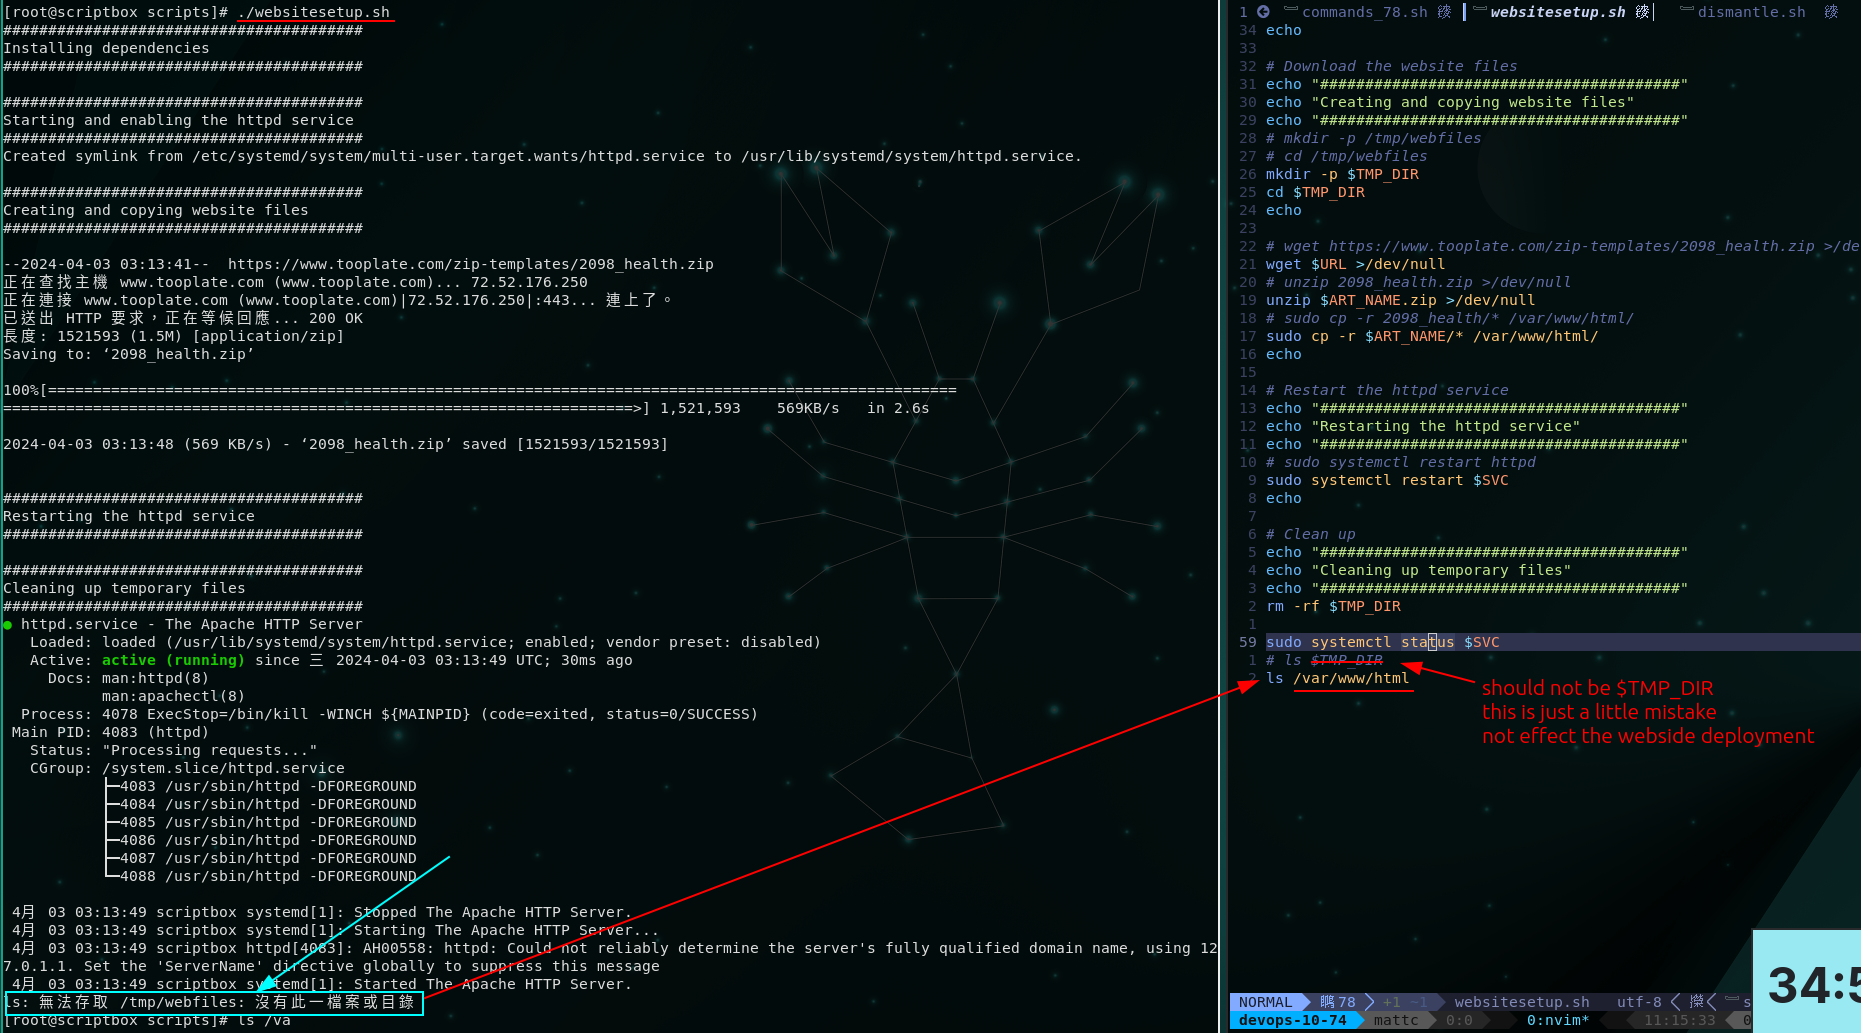 [root@scriptbox scripts]# ./websitesetup.sh
########################################
Installing dependencies
########################################
########################################
Starting and enabling the httpd service
########################################
Created symlink from /etc/systemd/system/multi-user.target.wants/httpd.service to /usr/lib/systemd/system/httpd.service.
########################################
Creating and copying website files
########################################
--2024-04-03 03:13:41--  https://www.tooplate.com/zip-templates/2098_health.zip
正在查找主機 www.tooplate.com (www.tooplate.com)... 72.52.176.250
正在連接 www.tooplate.com (www.tooplate.com)|72.52.176.250|:443... 連上了。
已送出 HTTP 要求，正在等候回應... 200 OK
長度: 1521593 (1.5M) [application/zip]
Saving to: ‘2098_health.zip’
100%[=====================================================================================================
======================================================================>] 1,521,593    569KB/s   in 2.6s
2024-04-03 03:13:48 (569 KB/s) - ‘2098_health.zip’ saved [1521593/1521593]
########################################
Restarting the httpd service
########################################
########################################
Cleaning up temporary files
########################################
● httpd.service - The Apache HTTP Server
Loaded: loaded (/usr/lib/systemd/system/httpd.service; enabled; vendor preset: disabled)
Active: active (running) since 三 2024-04-03 03:13:49 UTC; 30ms ago
Docs: man:httpd(8)
man:apachectl(8)
Process: 4078 ExecStop=/bin/kill -WINCH ${MAINPID} (code=exited, status=0/SUCCESS)
Main PID: 4083 (httpd)
Status: "Processing requests..."
CGroup: /system.slice/httpd.service
├─4083 /usr/sbin/httpd -DFOREGROUND
├─4084 /usr/sbin/httpd -DFOREGROUND
├─4085 /usr/sbin/httpd -DFOREGROUND
├─4086 /usr/sbin/httpd -DFOREGROUND
├─4087 /usr/sbin/httpd -DFOREGROUND
└─4088 /usr/sbin/httpd -DFOREGROUND
4月 03 03:13:49 scriptbox systemd[1]: Stopped The Apache HTTP Server.
4月 03 03:13:49 scriptbox systemd[1]: Starting The Apache HTTP Server...
4月 03 03:13:49 scriptbox httpd[4083]: AH00558: httpd: Could not reliably determine the server's fully qualified domain name, using 12
7.0.1.1. Set the 'ServerName' directive globally to suppress this message
4月 03 03:13:49 scriptbox systemd[1]: Started The Apache HTTP Server.
ls: 無法存取 /tmp/webfiles: 沒有此一檔案或目錄
[root@scriptbox scripts]# ls /va
1 commands_78.sh websitesetup.sh dismantle.sh
34 echo
33
32 # Download the website files
31 echo "########################################"
30 echo "Creating and copying website files"
29 echo "########################################"
28 # mkdir -p /tmp/webfiles
27 # cd /tmp/webfiles
26 mkdir -p $TMP_DIR
25 cd $TMP_DIR
24 echo
23
22 # wget https://www.tooplate.com/zip-templates/2098_health.zip >/de
21 wget $URL >/dev/null
20 # unzip 2098_health.zip >/dev/null
19 unzip $ART_NAME.zip >/dev/null
18 # sudo cp -r 2098_health/* /var/www/html/
17 sudo cp -r $ART_NAME/* /var/www/html/
16 echo
15
14 # Restart the httpd service
13 echo "########################################"
12 echo "Restarting the httpd service"
11 echo "########################################"
10 # sudo systemctl restart httpd
9 sudo systemctl restart $SVC
8 echo
7
6 # Clean up
5 echo "########################################"
4 echo "Cleaning up temporary files"
3 echo "########################################"
2 rm -rf $TMP_DIR
1
59 sudo systemctl status $SVC
1 # ls $TMP_DIR
2 ls /var/www/html
should not be $TMP_DIR
this is just a little mistake
not effect the webside deployment
NORMAL 78 +1 ~1 websitesetup.sh utf-8
devops-10-74 mattc 0:0 0:nvim* 11:15:33
34:5